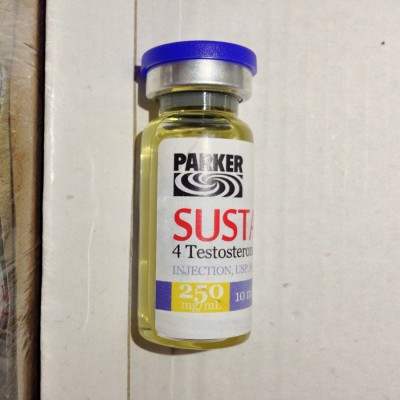 PARKER
SUSTA
4 Testosteron
INJECTION, USP,
250
mg/mL
10 m